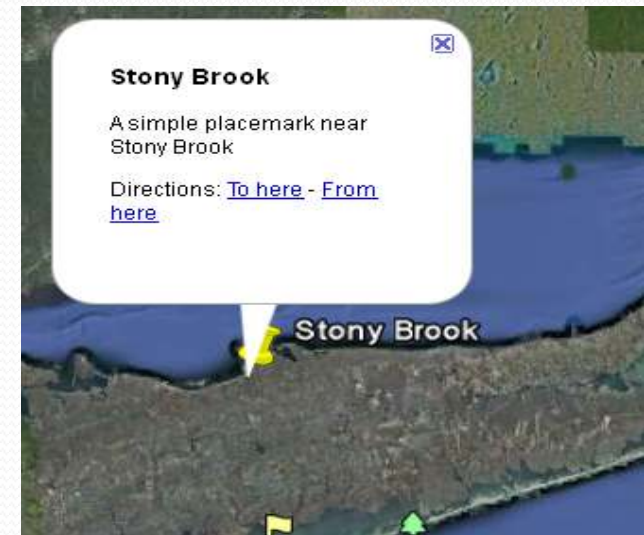 Stony Brook
A simple placemark near
Stony Brook
Directions: To here - From
here
Stony Brook